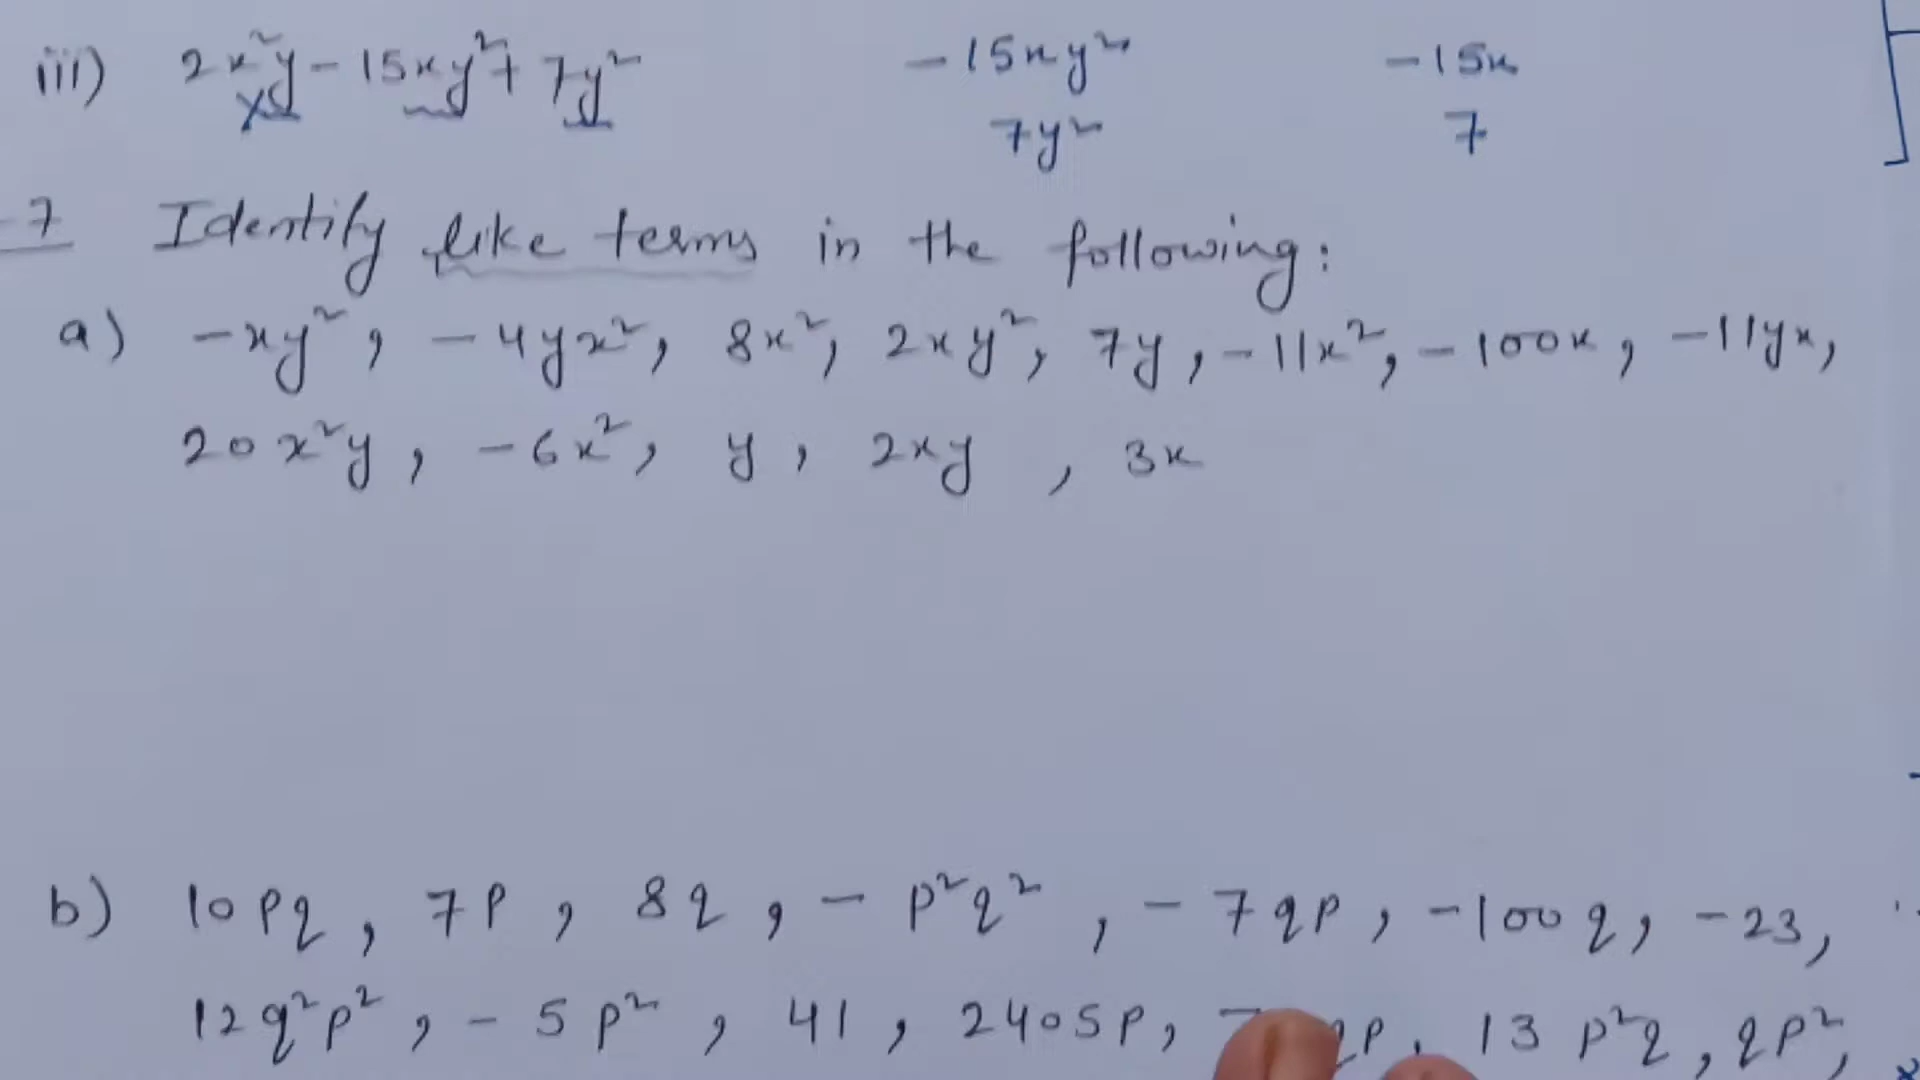 iii) 2x²y - 15xy² + 7y² -15xy² -15x
7y² 7
-7 Identify like terms in the following:
a) -xy², -4yx², 8x², 2xy², 7y, -11x², -100x, -11yx,
20x²y, -6x², y, 2xy, 3x
b) 10pq, 7p, 8q, -p²q², -7qp, -100q, -23,
12q²p², -5p², 41, 2405p, - qp, 13p²q, qp²,